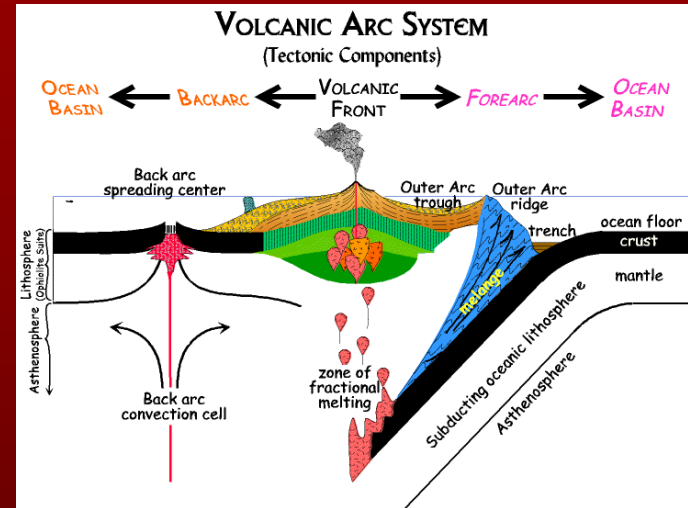 VOLCANIC ARC SYSTEM
(Tectonic Components)
OCEAN
BASIN
BACKARC
VOLCANIC
FRONT
FOREARC
OCEAN
BASIN
Back arc
spreading center
Outer Arc
trough
Outer Arc
ridge
trench
ocean floor
crust
mantle
Lithosphere
(Ophiolite Suite)
Asthenosphere
melange
zone of
fractional
melting
Back arc
convection cell
Subducting oceanic lithosphere
Asthenosphere